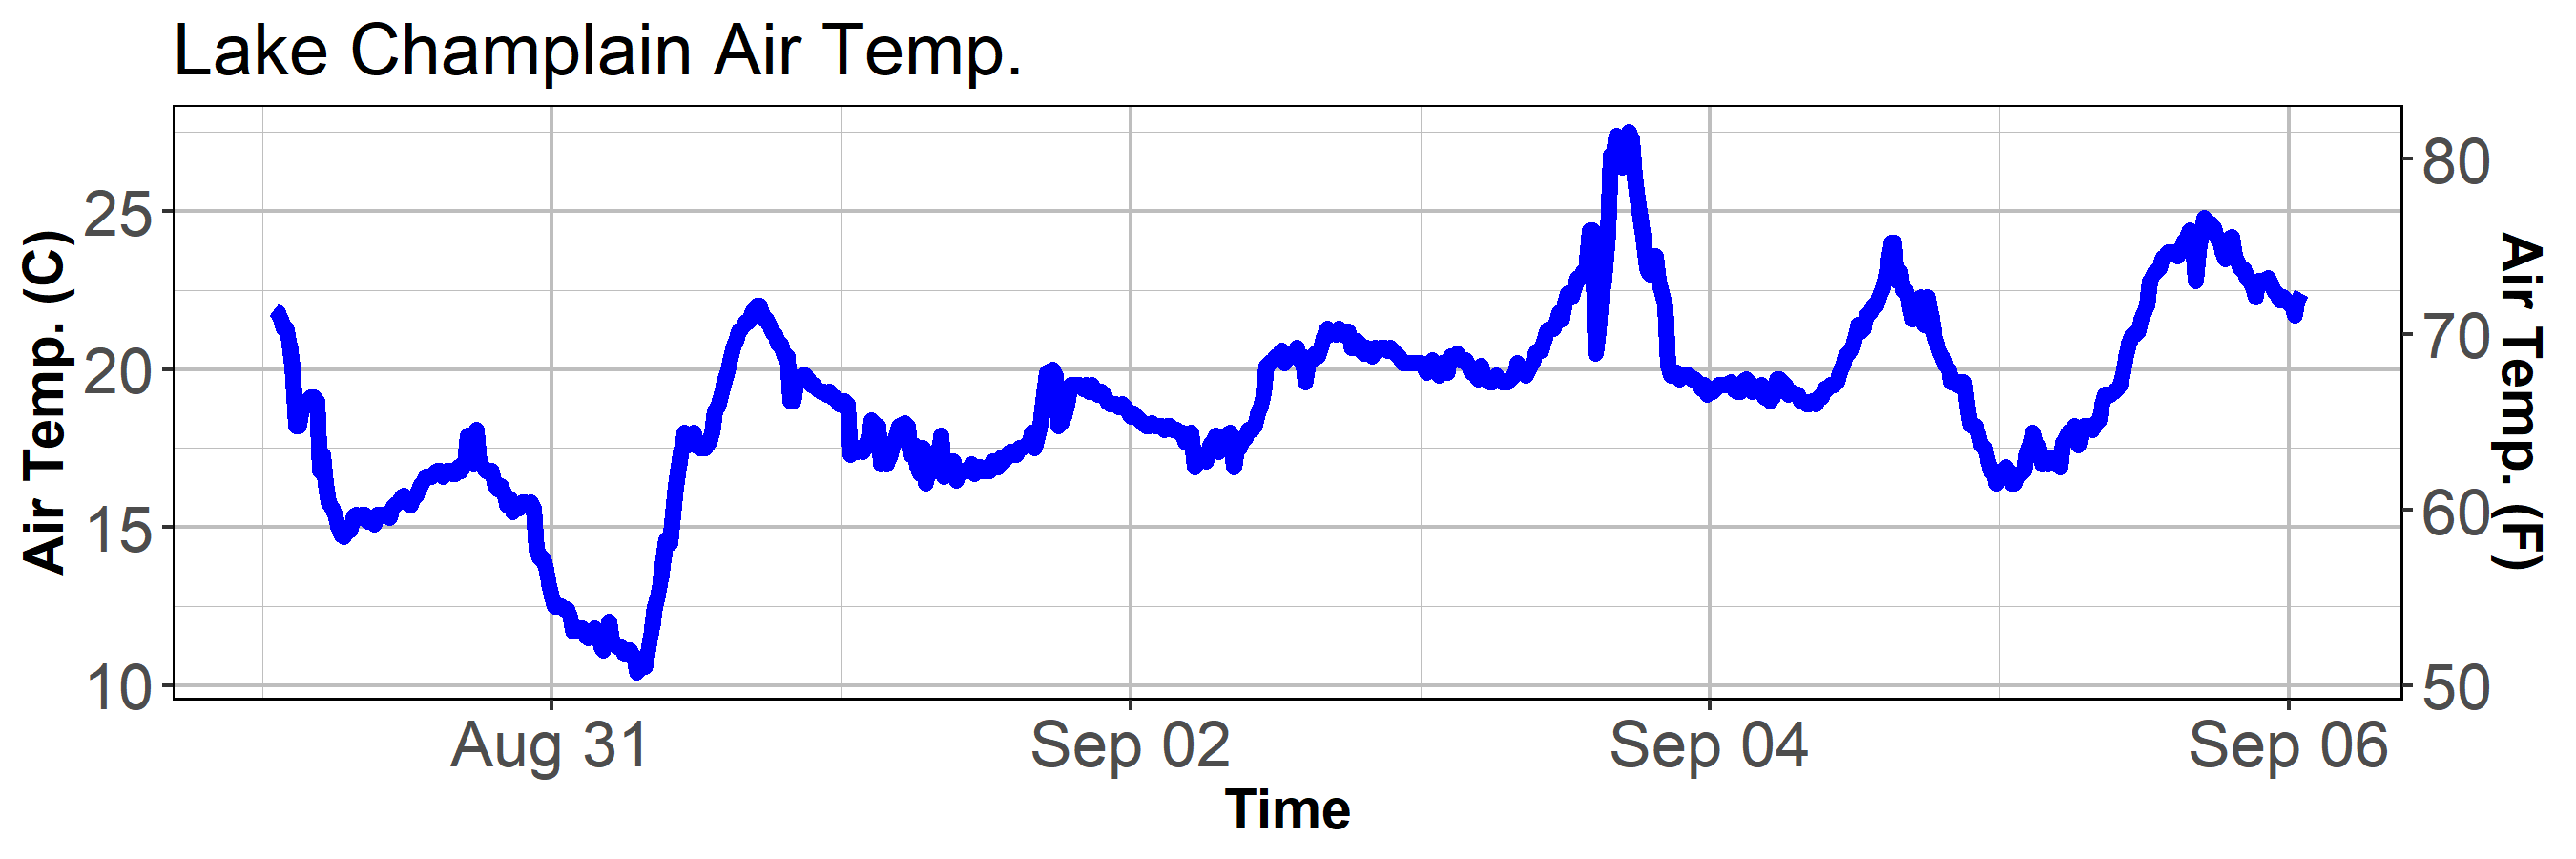 Lake Champlain Air Temp.
Air Temp. (C)
25
20
15
10
80
70
60
50
Air Temp. (F)
Aug 31
Sep 02
Sep 04
Sep 06
Time